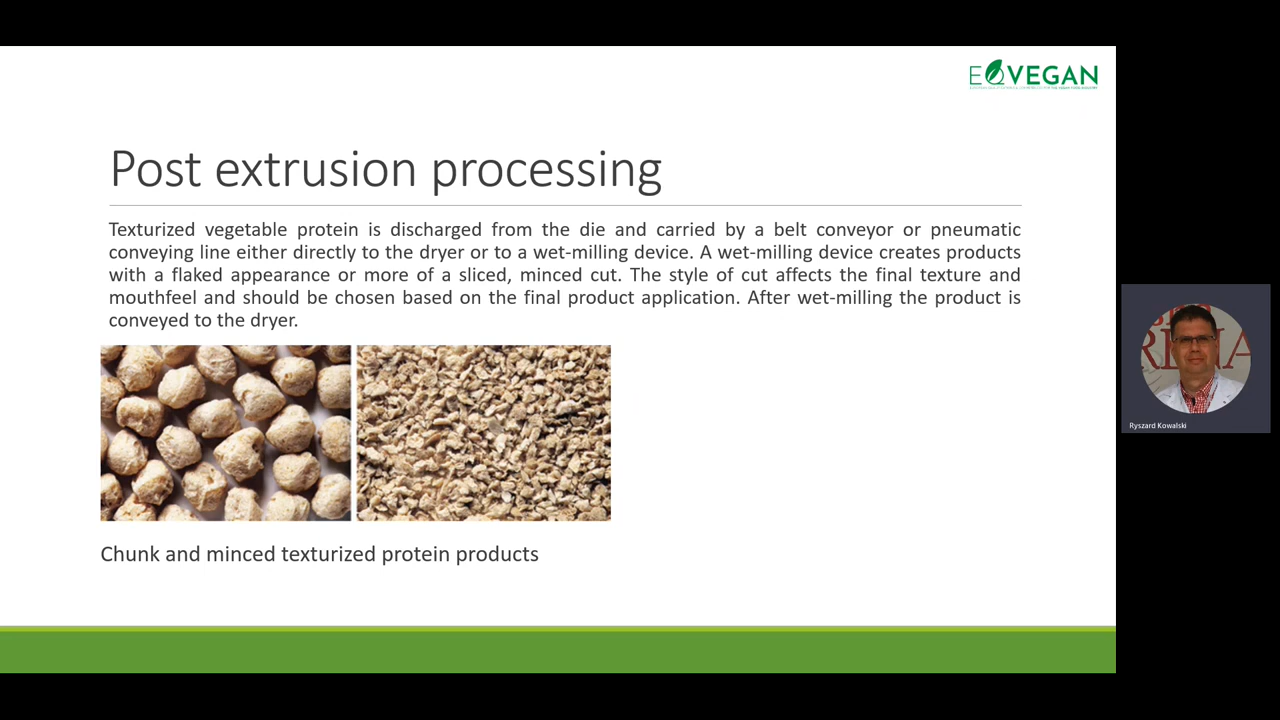 EQVEGAN
Post extrusion processing
Texturized vegetable protein is discharged from the die and carried by a belt conveyor or pneumatic
conveying line either directly to the dryer or to a wet-milling device. A wet-milling device creates products
with a flaked appearance or more of a sliced, minced cut. The style of cut affects the final texture and
mouthfeel and should be chosen based on the final product application. After wet-milling the product is
conveyed to the dryer.
Chunk and minced texturized protein products
Ryszard Kowalski